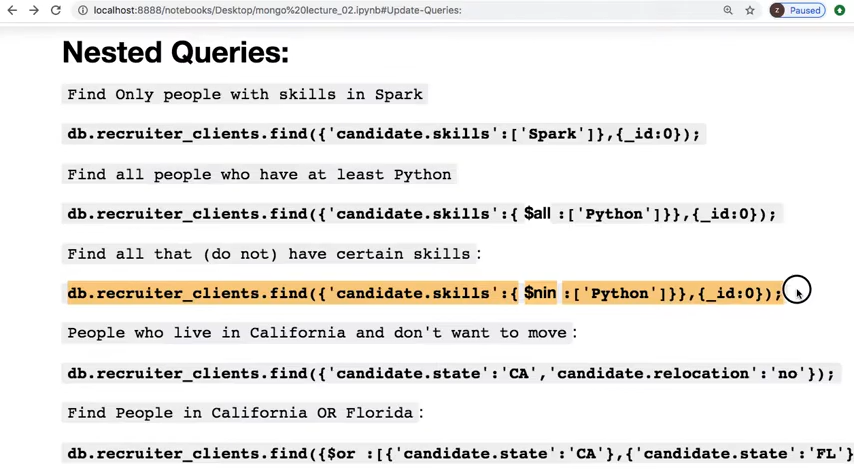 localhost:8888/notebooks/Desktop/mongo%20lecture_02.ipynb#Update-Queries:
z Paused
Nested Queries:
Find Only people with skills in Spark
db.recruiter_clients.find({'candidate.skills':['Spark']},{_id:0});
Find all people who have at least Python
db.recruiter_clients.find({'candidate.skills':{ $all :['Python']}},{_id:0});
Find all that (do not) have certain skills:
db.recruiter_clients.find({'candidate.skills':{ $nin :['Python']}},{_id:0});
People who live in California and don't want to move:
db.recruiter_clients.find({'candidate.state':'CA','candidate.relocation':'no'});
Find People in California OR Florida:
db.recruiter_clients.find({$or :[{'candidate.state':'CA'},{'candidate.state':'FL'}